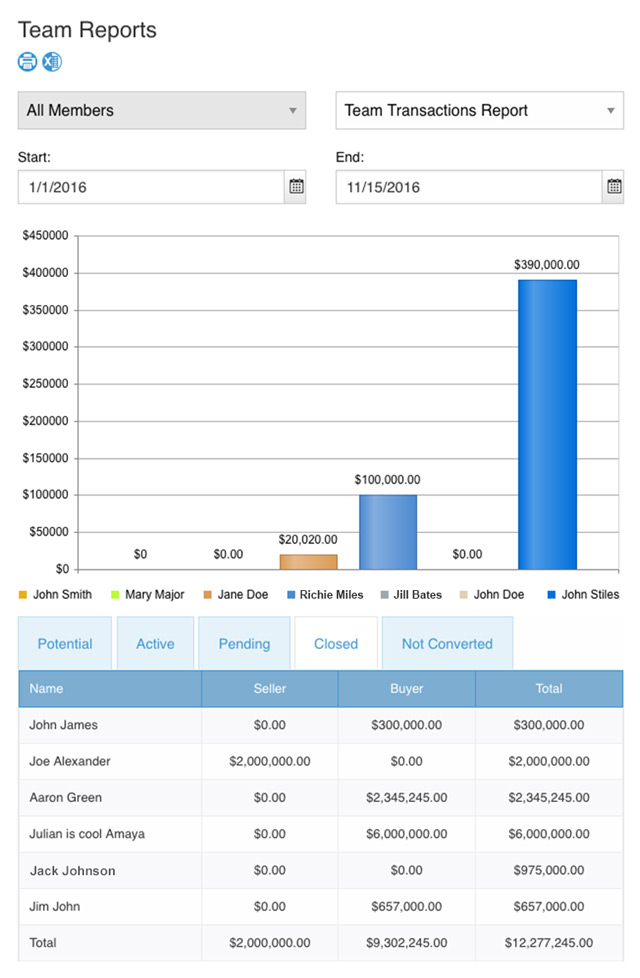 Team Reports
All Members
Team Transactions Report
Start:
End:
1/1/2016
11/15/2016
$450000
$400000
$350000
$300000
$250000
$200000
$150000
$100000
$50000
$0
$0
$0.00
$20,020.00
$100,000.00
$0.00
$390,000.00
John Smith Mary Major Jane Doe Richie Miles Jill Bates John Doe John Stiles
Potential Active Pending Closed Not Converted
Name Seller Buyer Total
John James $0.00 $300,000.00 $300,000.00
Joe Alexander $2,000,000.00 $0.00 $2,000,000.00
Aaron Green $0.00 $2,345,245.00 $2,345,245.00
Julian is cool Amaya $0.00 $6,000,000.00 $6,000,000.00
Jack Johnson $0.00 $0.00 $975,000.00
Jim John $0.00 $657,000.00 $657,000.00
Total $2,000,000.00 $9,302,245.00 $12,277,245.00